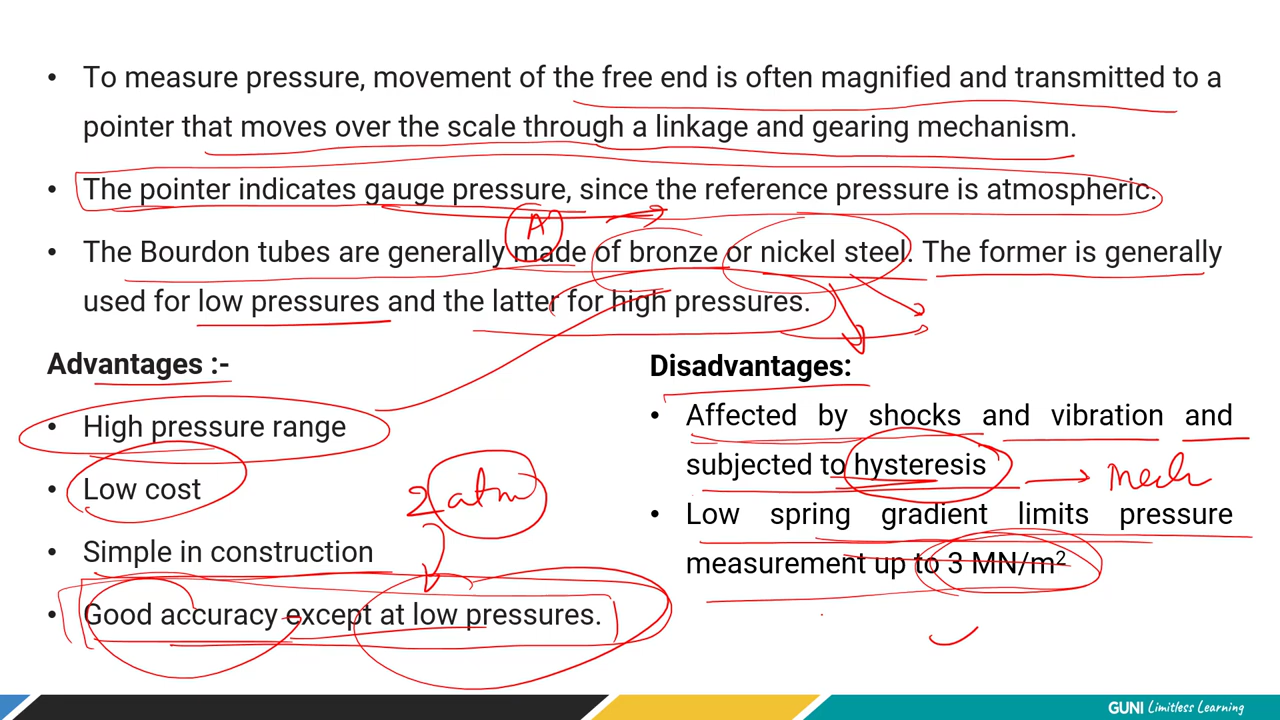 • To measure pressure, movement of the free end is often magnified and transmitted to a
pointer that moves over the scale through a linkage and gearing mechanism.
• The pointer indicates gauge pressure, since the reference pressure is atmospheric.
A
• The Bourdon tubes are generally made of bronze or nickel steel. The former is generally
used for low pressures and the latter for high pressures.
Advantages :-
• High pressure range
• Low cost
2 atm
• Simple in construction
• Good accuracy except at low pressures.
Disadvantages:
• Affected by shocks and vibration and
subjected to hysteresis → Mech
• Low spring gradient limits pressure
measurement up to 3 MN/m²
GUNI Limitless Learning